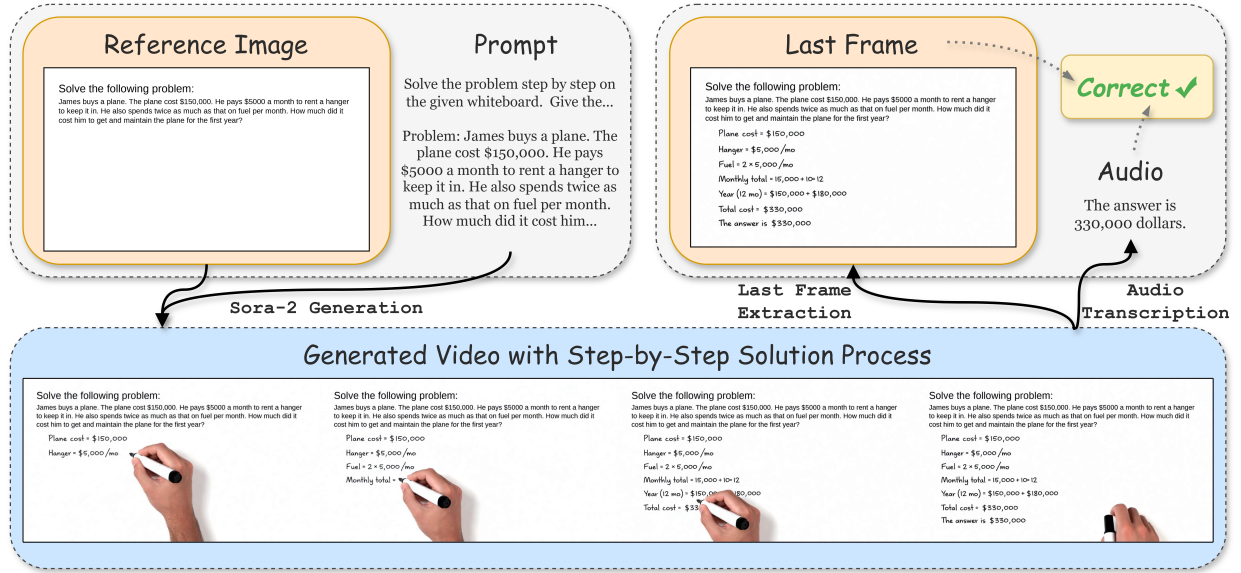 Reference Image
Solve the following problem:
James buys a plane. The plane cost $150,000. He pays $5000 a month to rent a hanger
to keep it in. He also spends twice as much as that on fuel per month. How much did it
cost him to get and maintain the plane for the first year?
Prompt
Solve the problem step by step on
the given whiteboard. Give the...
Problem: James buys a plane. The
plane cost $150,000. He pays
$5000 a month to rent a hanger to
keep it in. He also spends twice as
much as that on fuel per month.
How much did it cost him...
Last Frame
Solve the following problem:
James buys a plane. The plane cost $150,000. He pays $5000 a month to rent a hanger
to keep it in. He also spends twice as much as that on fuel per month. How much did it
cost him to get and maintain the plane for the first year?
Plane cost = $150,000
Hanger = $5,000/mo
Fuel = 2×5,000/mo
Monthly total = 15,000 + 10•12
Year (12 mo) = $150,000 + $180,000
Total cost = $330,000
The answer is $330,000
Correct ✓
Audio
The answer is
330,000 dollars.
Sora-2 Generation
Last Frame
Extraction
Audio
Transcription
Generated Video with Step-by-Step Solution Process
Solve the following problem:
James buys a plane. The plane cost $150,000. He pays $5000 a month to rent a hanger
to keep it in. He also spends twice as much as that on fuel per month. How much did it
cost him to get and maintain the plane for the first year?
Plane cost = $150,000
Hanger = $5,000/mo
Solve the following problem:
James buys a plane. The plane cost $150,000. He pays $5000 a month to rent a hanger
to keep it in. He also spends twice as much as that on fuel per month. How much did it
cost him to get and maintain the plane for the first year?
Plane cost = $150,000
Hanger = $5,000/mo
Fuel = 2×5,000/mo
Monthly total =
Solve the following problem:
James buys a plane. The plane cost $150,000. He pays $5000 a month to rent a hanger
to keep it in. He also spends twice as much as that on fuel per month. How much did it
cost him to get and maintain the plane for the first year?
Plane cost = $150,000
Hanger = $5,000/mo
Fuel = 2×5,000/mo
Monthly total = 15,000 + 10•12
Year (12 mo) = $150,0 180,000
Total cost = $33
Solve the following problem:
James buys a plane. The plane cost $150,000. He pays $5000 a month to rent a hanger
to keep it in. He also spends twice as much as that on fuel per month. How much did it
cost him to get and maintain the plane for the first year?
Plane cost = $150,000
Hanger = $5,000/mo
Fuel = 2×5,000/mo
Monthly total = 15,000 + 10•12
Year (12 mo) = $150,000 + $180,000
Total cost = $330,000
The answer is $330,000